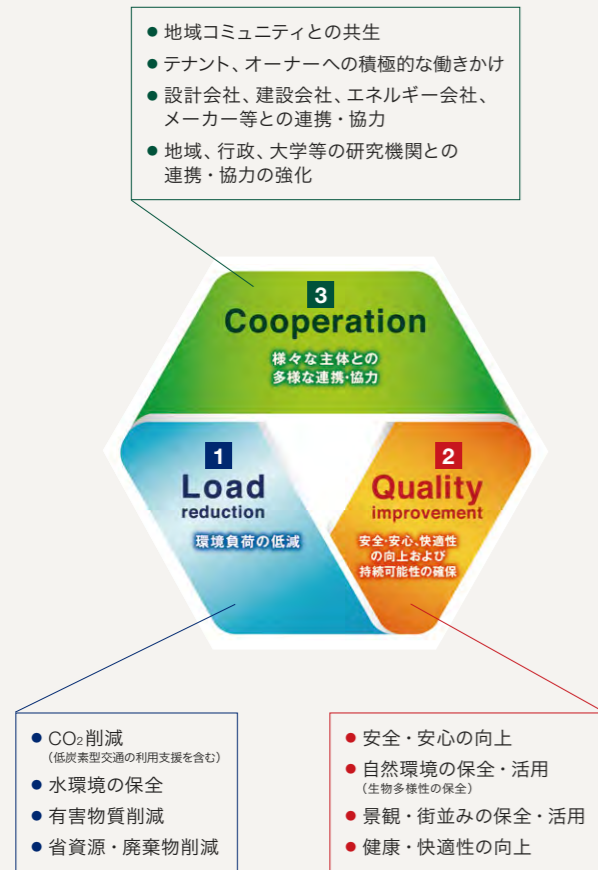 ● 地域コミュニティとの共生
● テナント、オーナーへの積極的な働きかけ
● 設計会社、建設会社、エネルギー会社、
メーカー等との連携・協力
● 地域、行政、大学等の研究機関との
連携・協力の強化
3
Cooperation
様々な主体との
多様な連携・協力
1
Load
reduction
環境負荷の低減
2
Quality
improvement
安全・安心、快適性
の向上および
持続可能性の確保
● CO₂削減
（低炭素型交通の利用支援を含む）
● 水環境の保全
● 有害物質削減
● 省資源・廃棄物削減
● 安全・安心の向上
● 自然環境の保全・活用
（生物多様性の保全）
● 景観・街並みの保全・活用
● 健康・快適性の向上